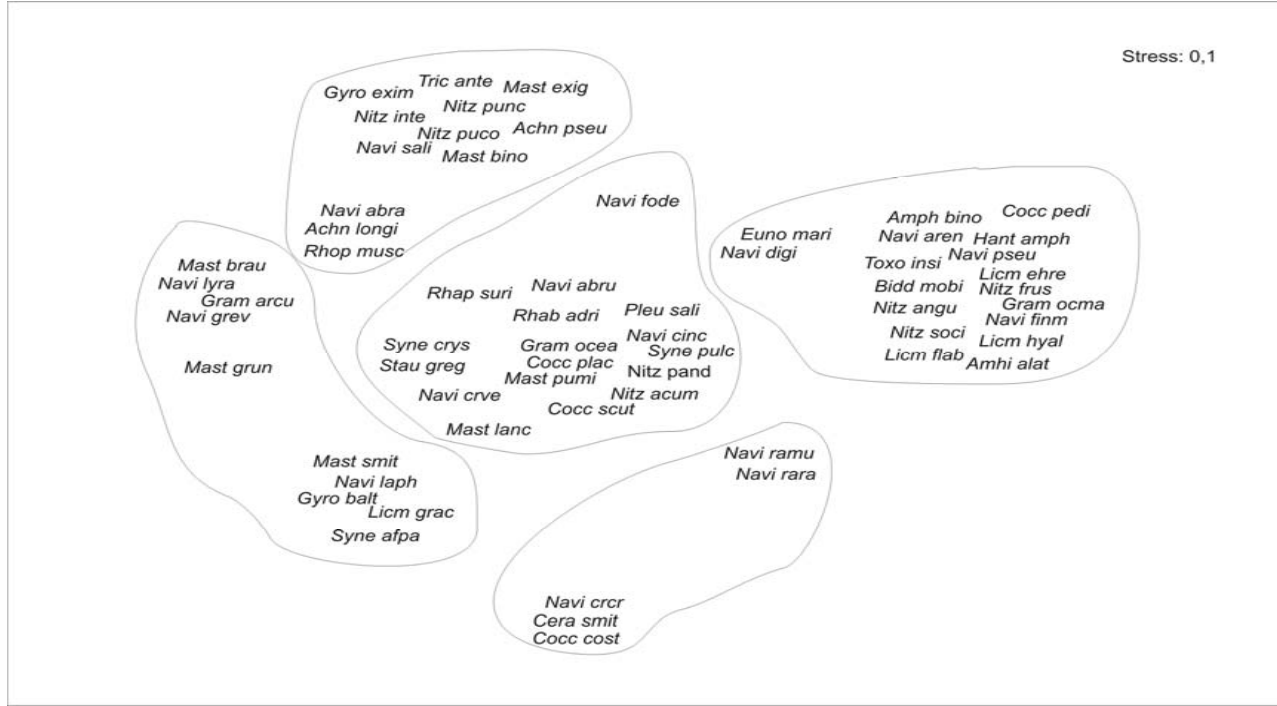 Stress: 0,1
Gyro exim
Tric ante
Mast exig
Nitz punc
Nitz inte
Nitz puco
Achn pseu
Navi sali
Mast bino
Navi abra
Achn longi
Rhop musc
Mast brau
Navi lyra
Gram arcu
Navi grev
Mast grun
Mast smit
Navi laph
Gyro balt
Licm grac
Syne afpa
Navi fode
Rhap suri
Navi abru
Rhab adri
Pleu sali
Navi cinc
Syne crys
Gram ocea
Syne pulc
Stau greg
Cocc plac
Nitz pand
Mast pumi
Navi crve
Nitz acum
Cocc scut
Mast lanc
Euno mari
Navi digi
Amph bino
Cocc pedi
Navi aren
Hant amph
Navi pseu
Toxo insi
Licm ehre
Bidd mobi
Nitz frus
Nitz angu
Gram ocma
Navi finm
Nitz soci
Licm hyal
Licm flab
Amhi alat
Navi ramu
Navi rara
Navi crcr
Cera smit
Cocc cost